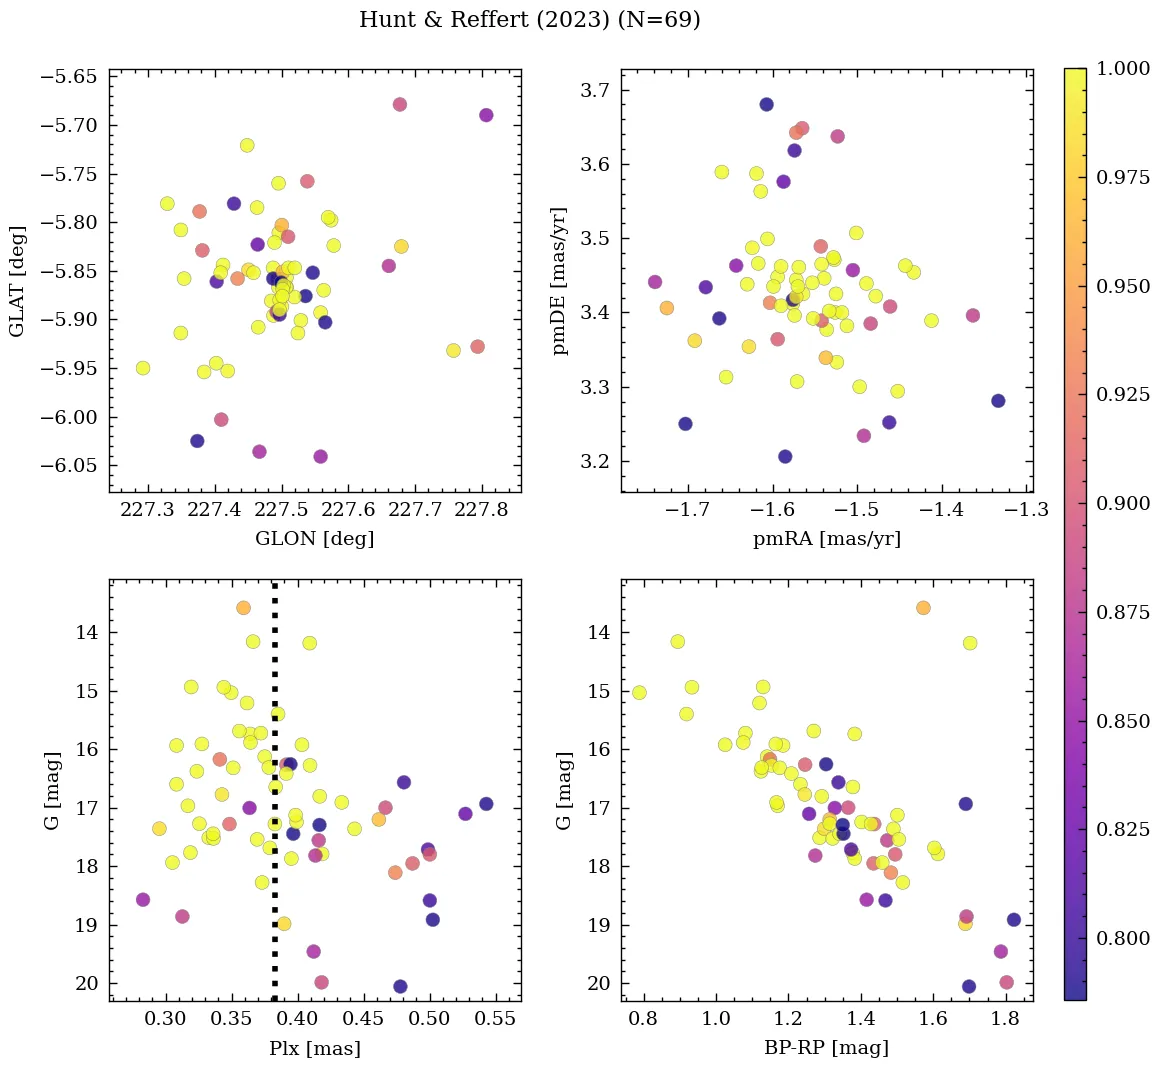 Hunt & Reffert (2023) (N=69)
−5.65
−5.70
−5.75
−5.80
−5.85
−5.90
−5.95
−6.00
−6.05
GLAT [deg]
227.3 227.4 227.5 227.6 227.7 227.8
GLON [deg]
3.7
3.6
3.5
3.4
3.3
3.2
pmDE [mas/yr]
−1.7 −1.6 −1.5 −1.4 −1.3
pmRA [mas/yr]
14
15
16
17
18
19
20
G [mag]
0.30 0.35 0.40 0.45 0.50 0.55
Plx [mas]
14
15
16
17
18
19
20
G [mag]
0.8 1.0 1.2 1.4 1.6 1.8
BP-RP [mag]
1.000
0.975
0.950
0.925
0.900
0.875
0.850
0.825
0.800